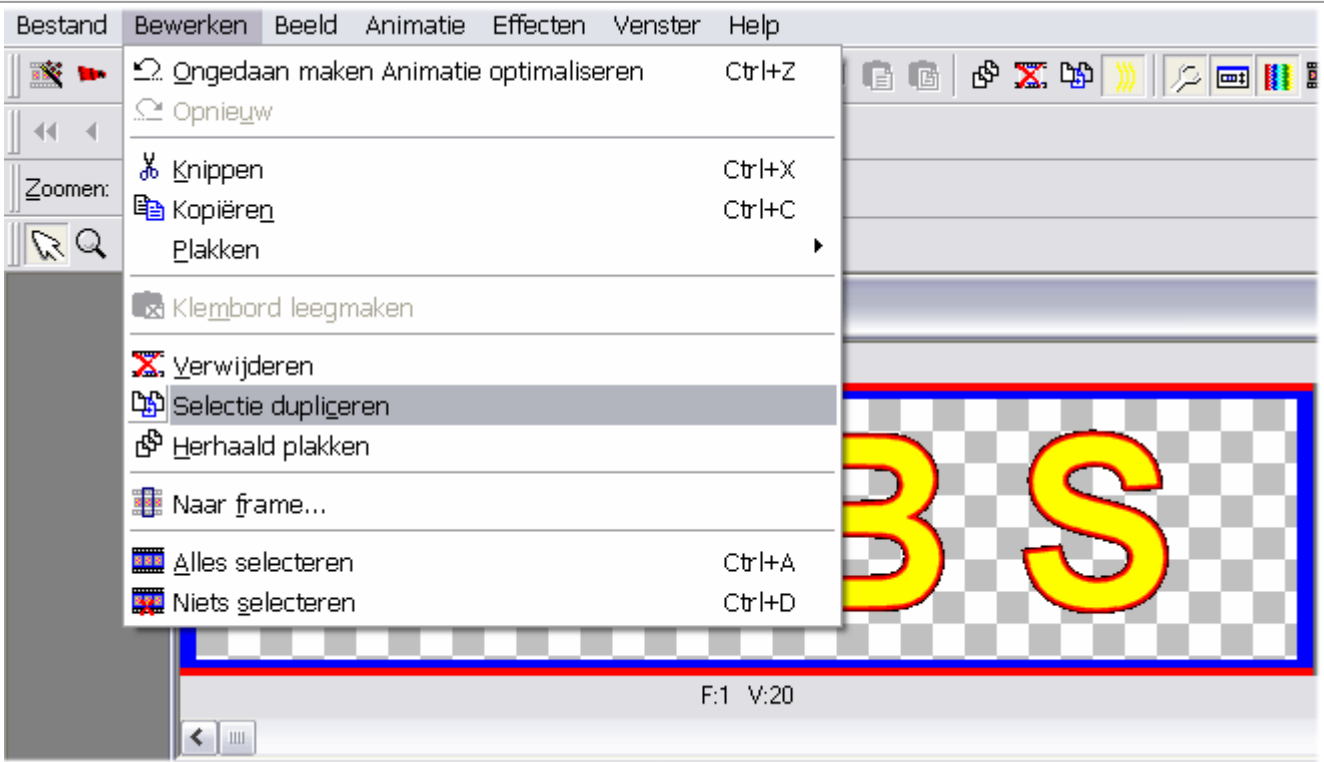 Bestand Bewerken Beeld Animatie Effecten Venster Help
Ongedaan maken Animatie optimaliseren Ctrl+Z
Opnieuw
Knippen Ctrl+X
Zoomen:
Kopiëren Ctrl+C
Plakken
Klembord leegmaken
Verwijderen
Selectie dupliceren
Herhaald plakken
B S
Naar frame...
Alles selecteren Ctrl+A
Niets selecteren Ctrl+D
F:1 V:20